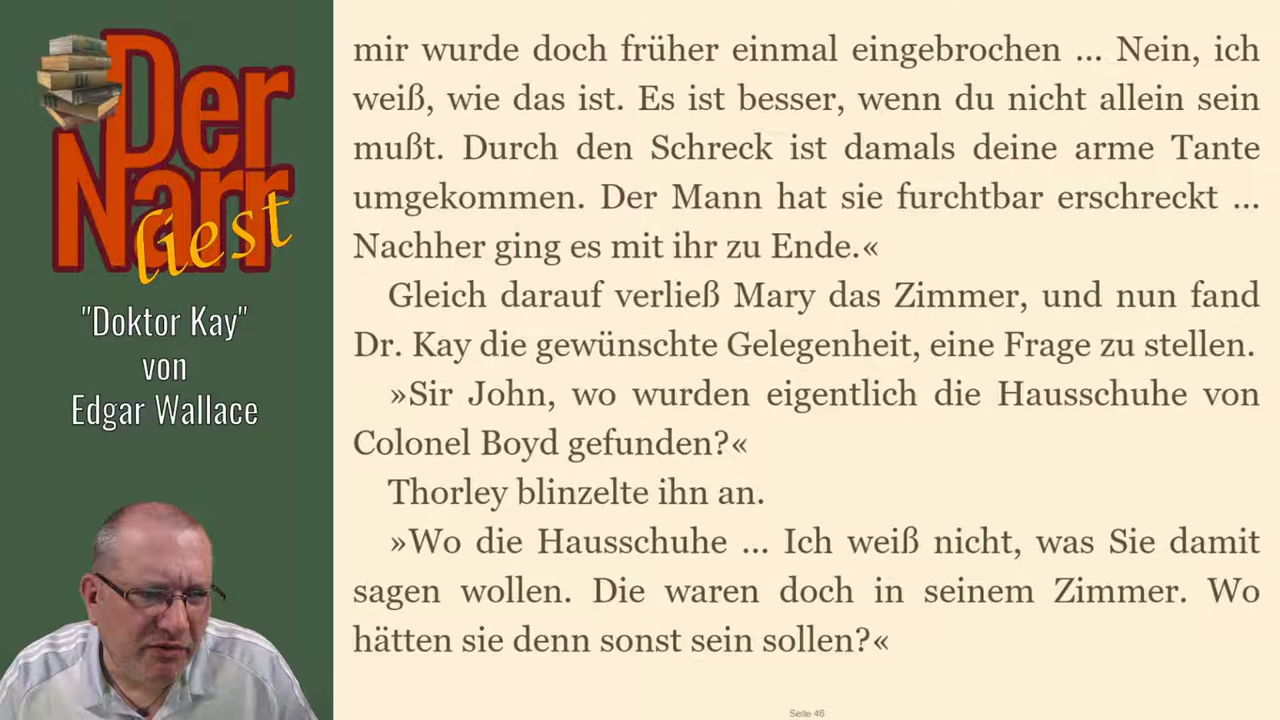 Der
Narr
liest
"Doktor Kay"
von
Edgar Wallace
mir wurde doch früher einmal eingebrochen ... Nein, ich
weiß, wie das ist. Es ist besser, wenn du nicht allein sein
mußt. Durch den Schreck ist damals deine arme Tante
umgekommen. Der Mann hat sie furchtbar erschreckt ...
Nachher ging es mit ihr zu Ende.«
Gleich darauf verließ Mary das Zimmer, und nun fand
Dr. Kay die gewünschte Gelegenheit, eine Frage zu stellen.
»Sir John, wo wurden eigentlich die Hausschuhe von
Colonel Boyd gefunden?«
Thorley blinzelte ihn an.
»Wo die Hausschuhe ... Ich weiß nicht, was Sie damit
sagen wollen. Die waren doch in seinem Zimmer. Wo
hätten sie denn sonst sein sollen?«
Seite 46